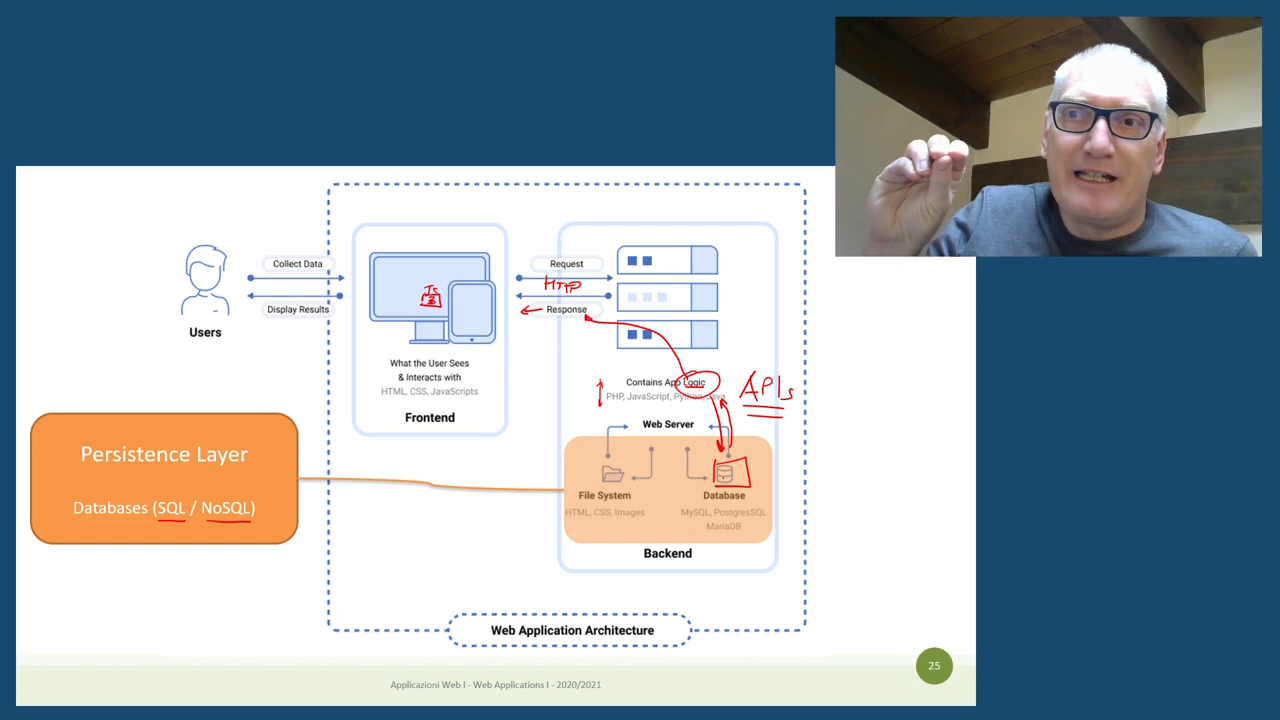 Collect Data
Display Results
Users
JS
What the User Sees
& Interacts with
HTML, CSS, JavaScripts
Frontend
Request
HTTP
Response
Contains App Logic
PHP, JavaScript, Python, Java
APIs
Web Server
File System
HTML, CSS, Images
Database
MySQL, PostgresSQL
MariaDB
Backend
Persistence Layer
Databases (SQL / NoSQL)
Web Application Architecture
25
Applicazioni Web I - Web Applications I - 2020/2021